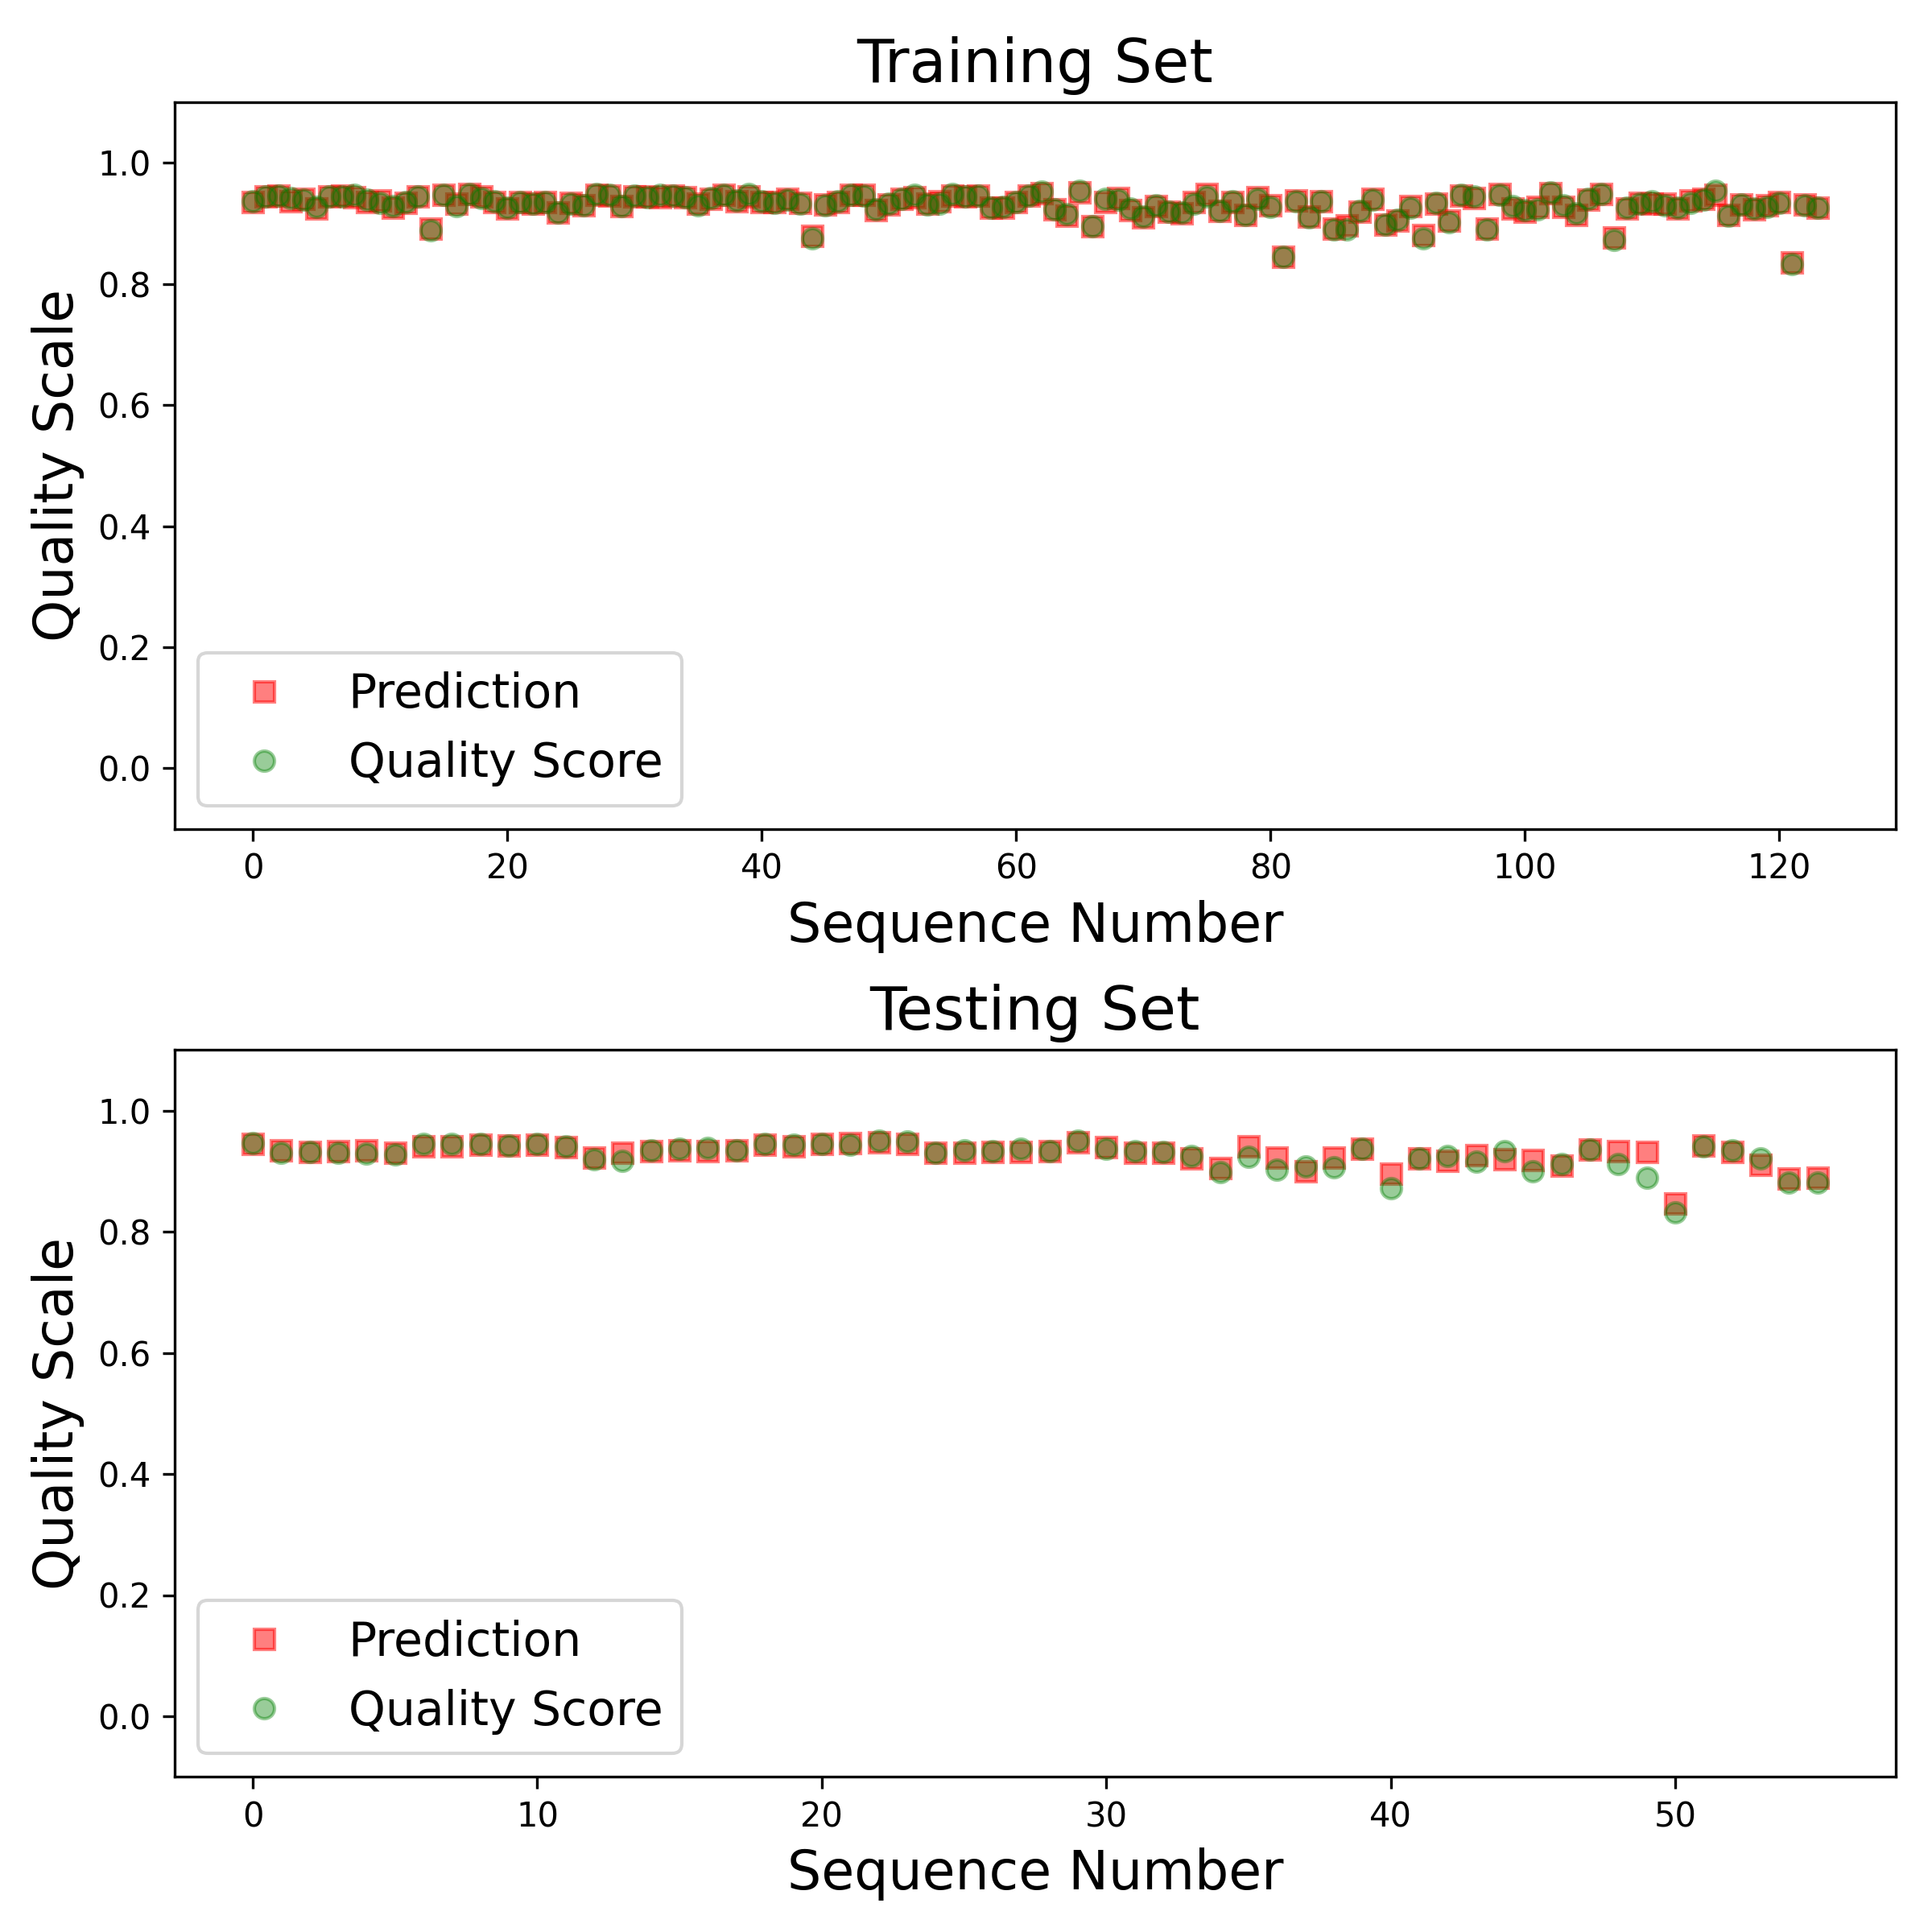 Training Set
Quality Scale
1.0
0.8
0.6
0.4
0.2
0.0
Prediction
Quality Score
0 20 40 60 80 100 120
Sequence Number
Testing Set
Quality Scale
1.0
0.8
0.6
0.4
0.2
0.0
Prediction
Quality Score
0 10 20 30 40 50
Sequence Number